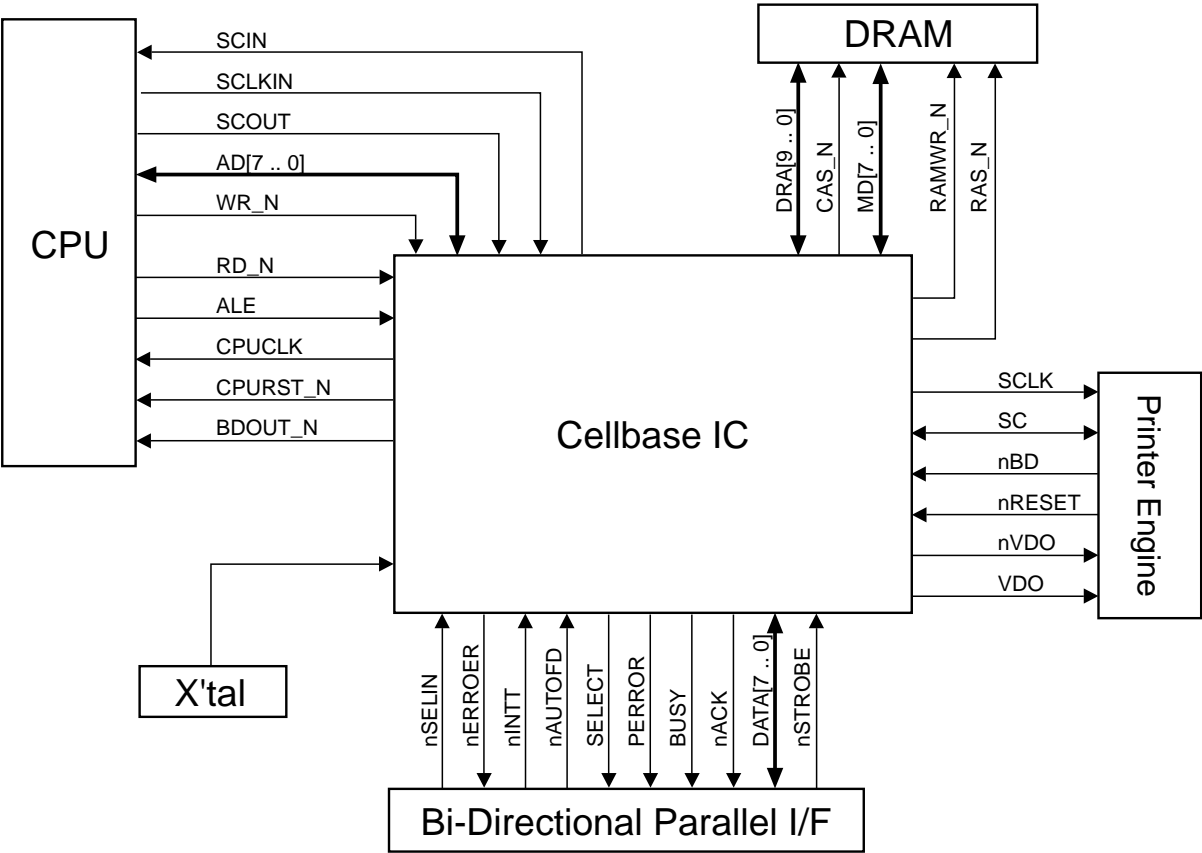 SCIN
SCLKIN
SCOUT
AD[7 .. 0]
WR_N
CPU
RD_N
ALE
CPUCLK
CPURST_N
BDOUT_N
DRAM
DRA[9 .. 0]
CAS_N
MD[7 .. 0]
RAMWR_N
RAS_N
Cellbase IC
SCLK
SC
nBD
nRESET
nVDO
VDO
Printer Engine
X'tal
nSELIN
nERROER
nINTT
nAUTOFD
SELECT
PERROR
BUSY
nACK
DATA[7 .. 0]
nSTROBE
Bi-Directional Parallel I/F